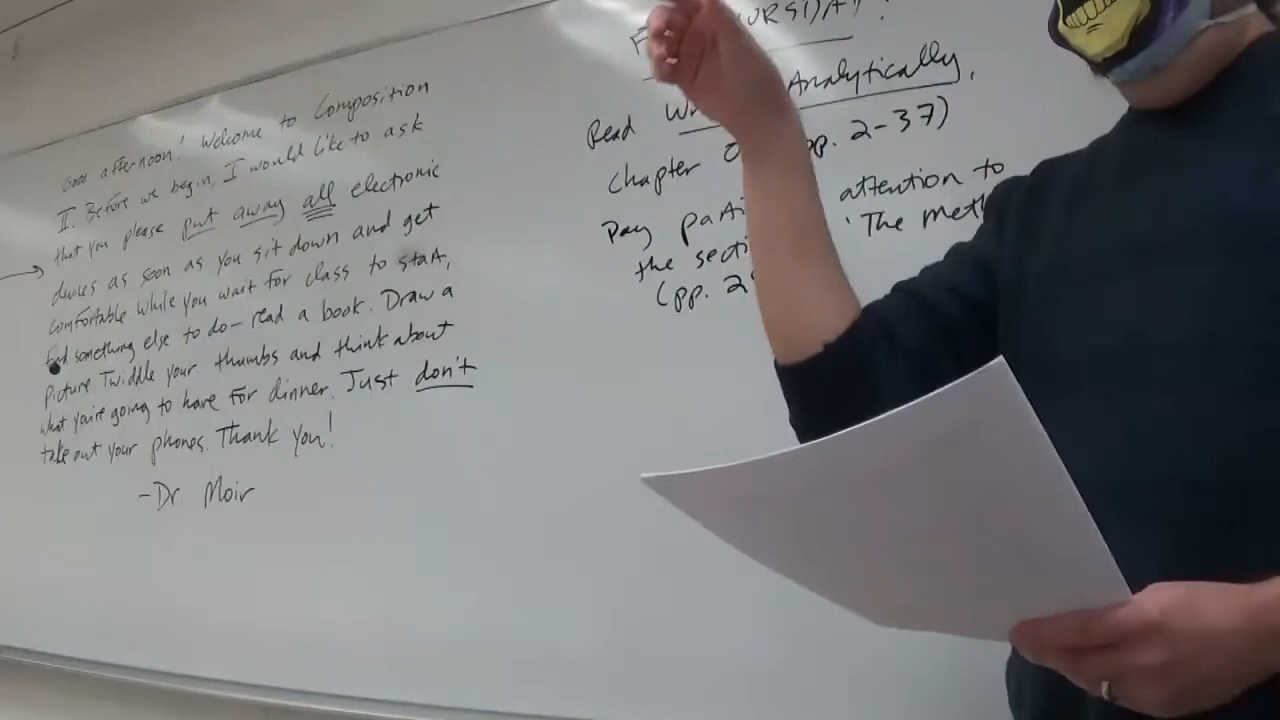 Good afternoon! Welcome to Composition
II. Before we begin, I would like to ask
that you please put away all electronic
devices as soon as you sit down and get
comfortable while you wait for class to start,
find something else to do - read a book. Draw a
picture Twiddle your thumbs and think about
what you're going to have for dinner. Just don't
take out your phones. Thank you!
-Dr. Moir
Analytically,
Read
Chapter pp. 2-37)
Pay attention to
the 'The
(pp.